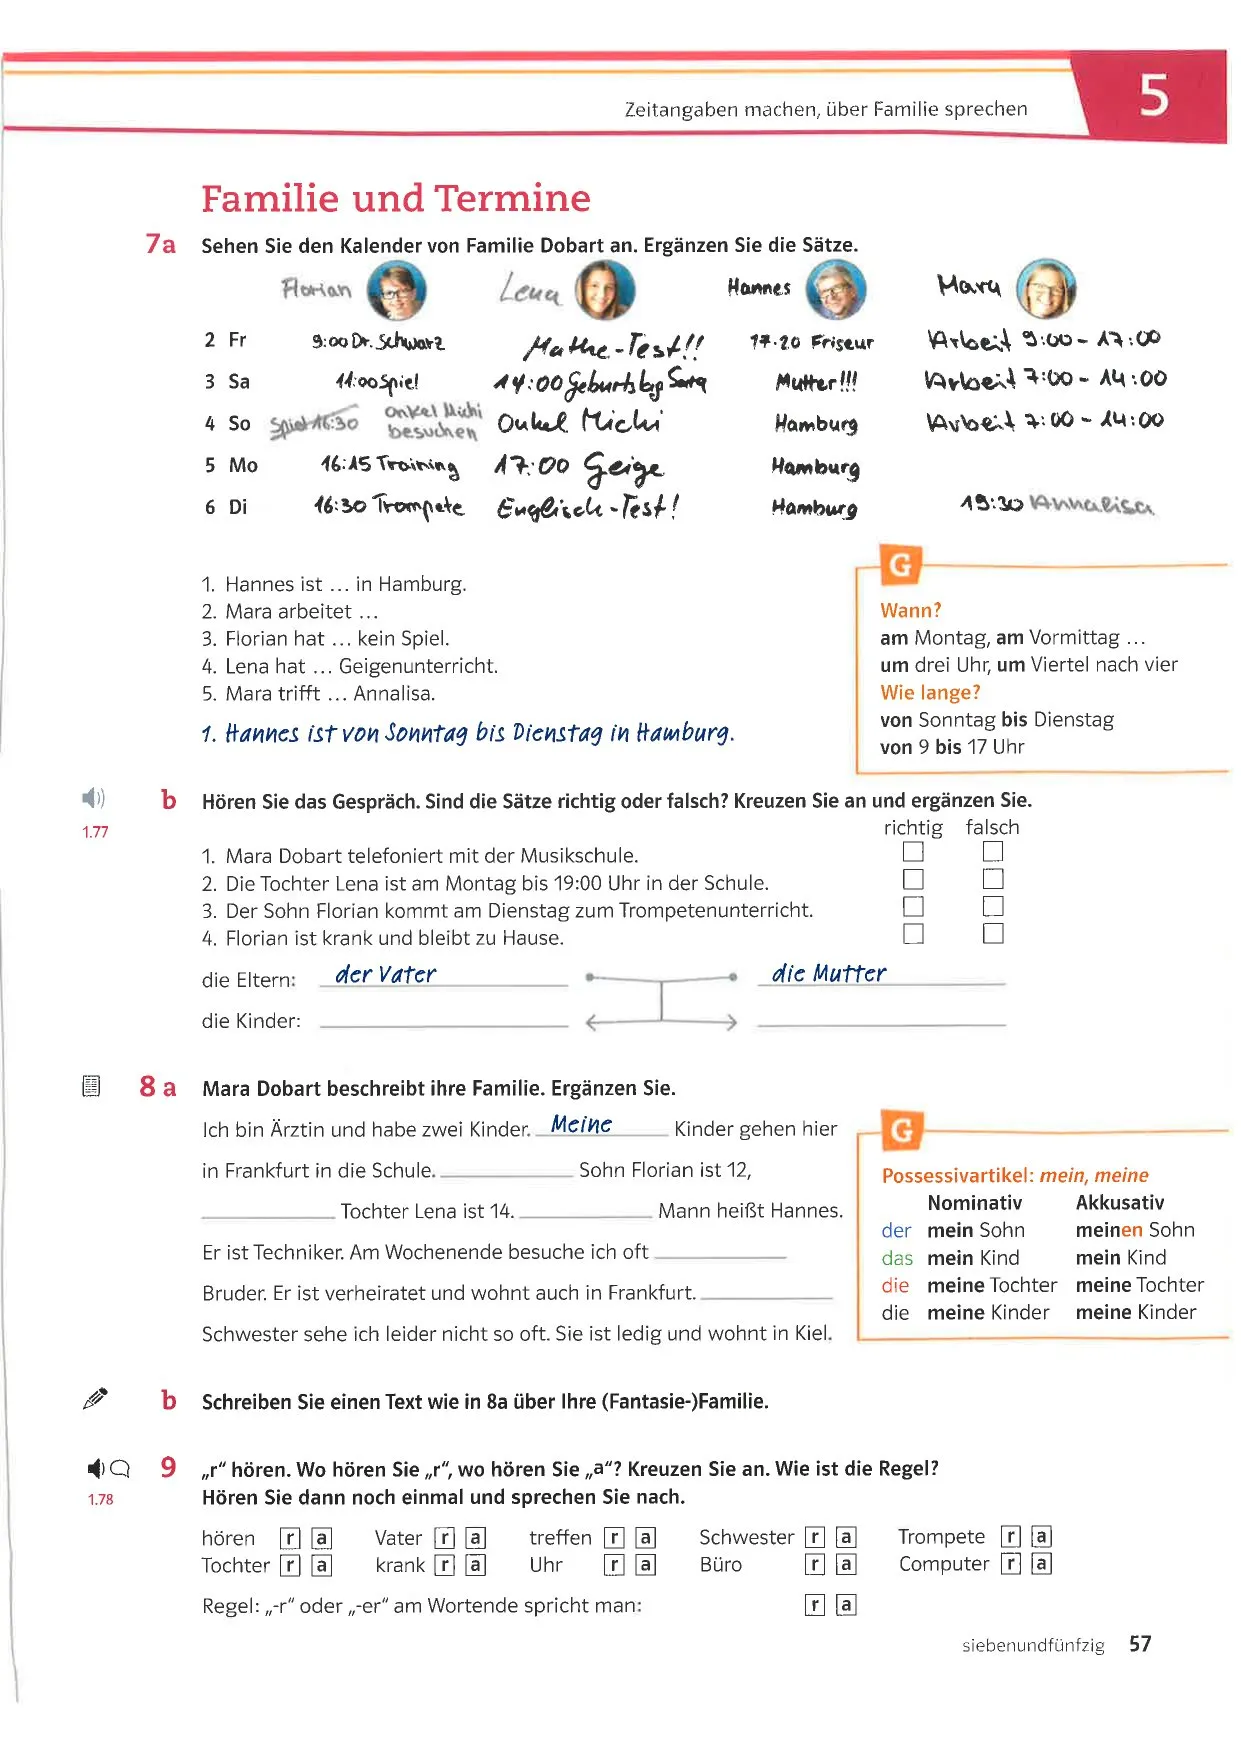 Zeitangaben machen, über Familie sprechen
5
Familie und Termine
7a Sehen Sie den Kalender von Familie Dobart an. Ergänzen Sie die Sätze.
Florian Lena Hannes Mara
2 Fr 9:00 Dr. Schwarz Mathe-Test!! 17.20 Friseur Arbeit 9:00 - 17:00
3 Sa 11:00 Spiel 14:00 Geburtstag Mutter!!! Arbeit 7:00 - 14:00
4 So Spiel 16:30 Onkel Michi besuchen Onkel Michi Hamburg Arbeit 7:00 - 14:00
5 Mo 16:15 Training 17:00 Geige Hamburg
6 Di 16:30 Trompete Englisch-Test! Hamburg 19:30 Annalisa
1. Hannes ist ... in Hamburg.
2. Mara arbeitet ...
3. Florian hat ... kein Spiel.
4. Lena hat ... Geigenunterricht.
5. Mara trifft ... Annalisa.
1. Hannes ist von Sonntag bis Dienstag in Hamburg.
G
Wann?
am Montag, am Vormittag ...
um drei Uhr, um Viertel nach vier
Wie lange?
von Sonntag bis Dienstag
von 9 bis 17 Uhr
1.77
b Hören Sie das Gespräch. Sind die Sätze richtig oder falsch? Kreuzen Sie an und ergänzen Sie.
richtig falsch
1. Mara Dobart telefoniert mit der Musikschule.
2. Die Tochter Lena ist am Montag bis 19:00 Uhr in der Schule.
3. Der Sohn Florian kommt am Dienstag zum Trompetenunterricht.
4. Florian ist krank und bleibt zu Hause.
die Eltern: der Vater die Mutter
die Kinder:
8 a Mara Dobart beschreibt ihre Familie. Ergänzen Sie.
Ich bin Ärztin und habe zwei Kinder. Meine Kinder gehen hier
in Frankfurt in die Schule. Sohn Florian ist 12,
Tochter Lena ist 14. Mann heißt Hannes.
Er ist Techniker. Am Wochenende besuche ich oft
Bruder. Er ist verheiratet und wohnt auch in Frankfurt.
Schwester sehe ich leider nicht so oft. Sie ist ledig und wohnt in Kiel.
G
Possessivartikel: mein, meine
Nominativ Akkusativ
der mein Sohn meinen Sohn
das mein Kind mein Kind
die meine Tochter meine Tochter
die meine Kinder meine Kinder
b Schreiben Sie einen Text wie in 8a über Ihre (Fantasie-)Familie.
9 „r" hören. Wo hören Sie „r", wo hören Sie „a"? Kreuzen Sie an. Wie ist die Regel?
1.78 Hören Sie dann noch einmal und sprechen Sie nach.
hören r a Vater r a treffen r a Schwester r a Trompete r a
Tochter r a krank r a Uhr r a Büro r a Computer r a
Regel: „-r" oder „-er" am Wortende spricht man: r a
siebenundfünfzig 57